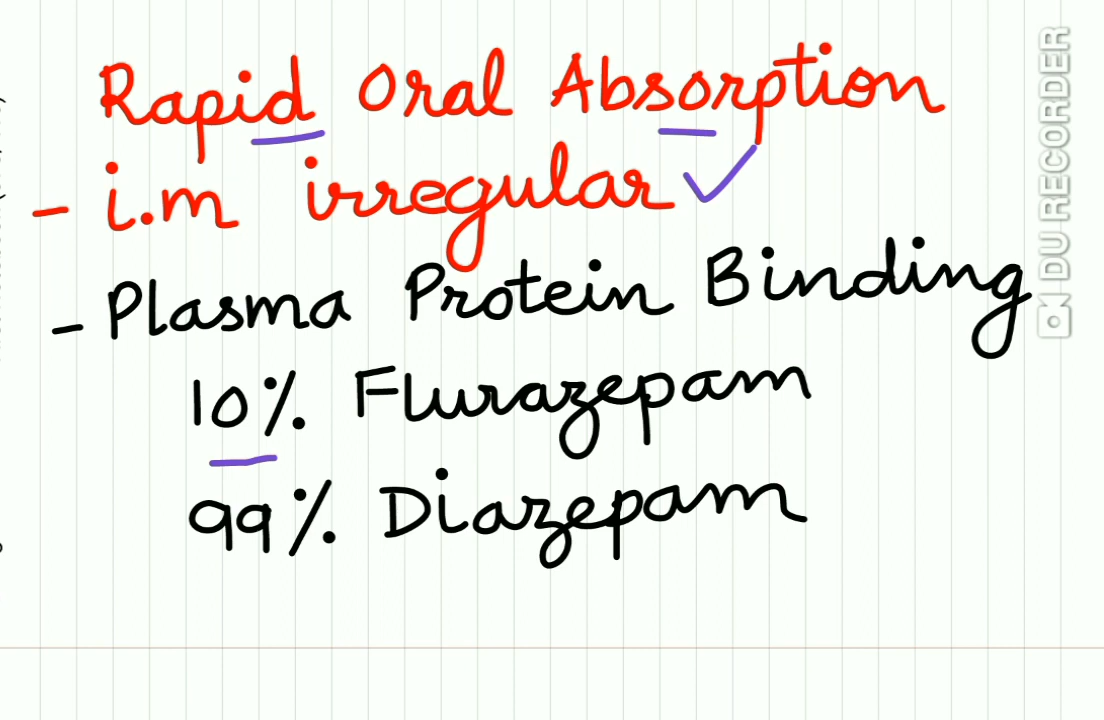 Rapid Oral Absorption
- i.m irregular ✓
- Plasma Protein Binding
10% Flurazepam
99% Diazepam
DU RECORDER